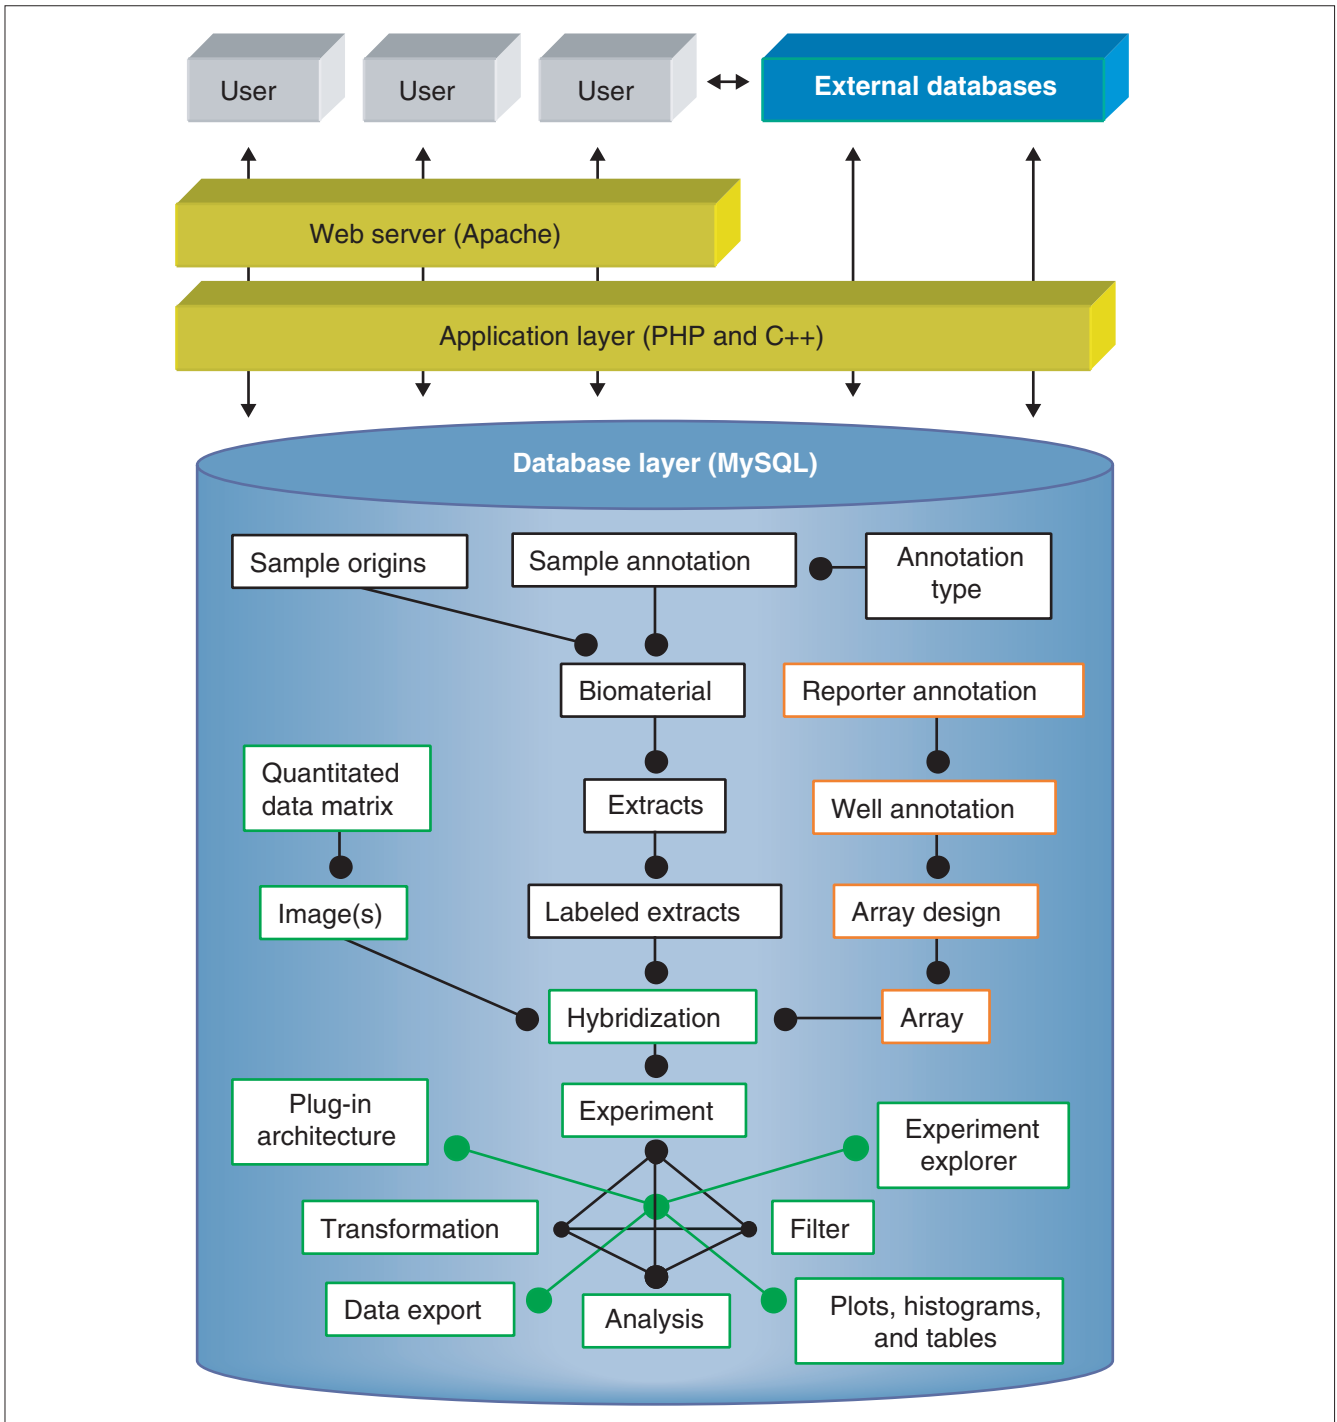 User
User
User
External databases
Web server (Apache)
Application layer (PHP and C++)
Database layer (MySQL)
Sample origins
Sample annotation
Annotation
type
Biomaterial
Reporter annotation
Quantitated
data matrix
Extracts
Well annotation
Image(s)
Labeled extracts
Array design
Hybridization
Array
Plug-in
architecture
Experiment
Experiment
explorer
Transformation
Filter
Data export
Analysis
Plots, histograms,
and tables